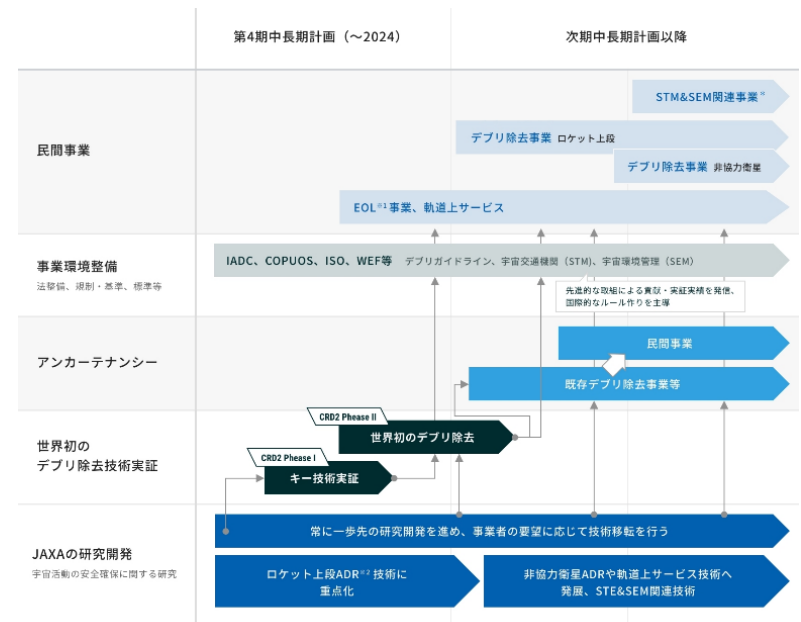 第4期中長期計画（～2024）
次期中長期計画以降
民間事業
STM&SEM関連事業※
デブリ除去事業 ロケット上段
デブリ除去事業 非協力衛星
EOL※1事業、軌道上サービス
事業環境整備
法整備、規制・基準、標準等
IADC、COPUOS、ISO、WEF等 デブリガイドライン、宇宙交通機関（STM）、宇宙環境管理（SEM）
先進的な取組による貢献・実証実績を発信、
国際的なルール作りを主導
アンカーテナンシー
民間事業
既存デブリ除去事業等
世界初の
デブリ除去技術実証
CRD2 Phease II
世界初のデブリ除去
CRD2 Phease I
キー技術実証
JAXAの研究開発
宇宙活動の安全確保に関する研究
常に一歩先の研究開発を進め、事業者の要望に応じて技術移転を行う
ロケット上段ADR※2技術に
重点化
非協力衛星ADRや軌道上サービス技術へ
発展、STE&SEM関連技術